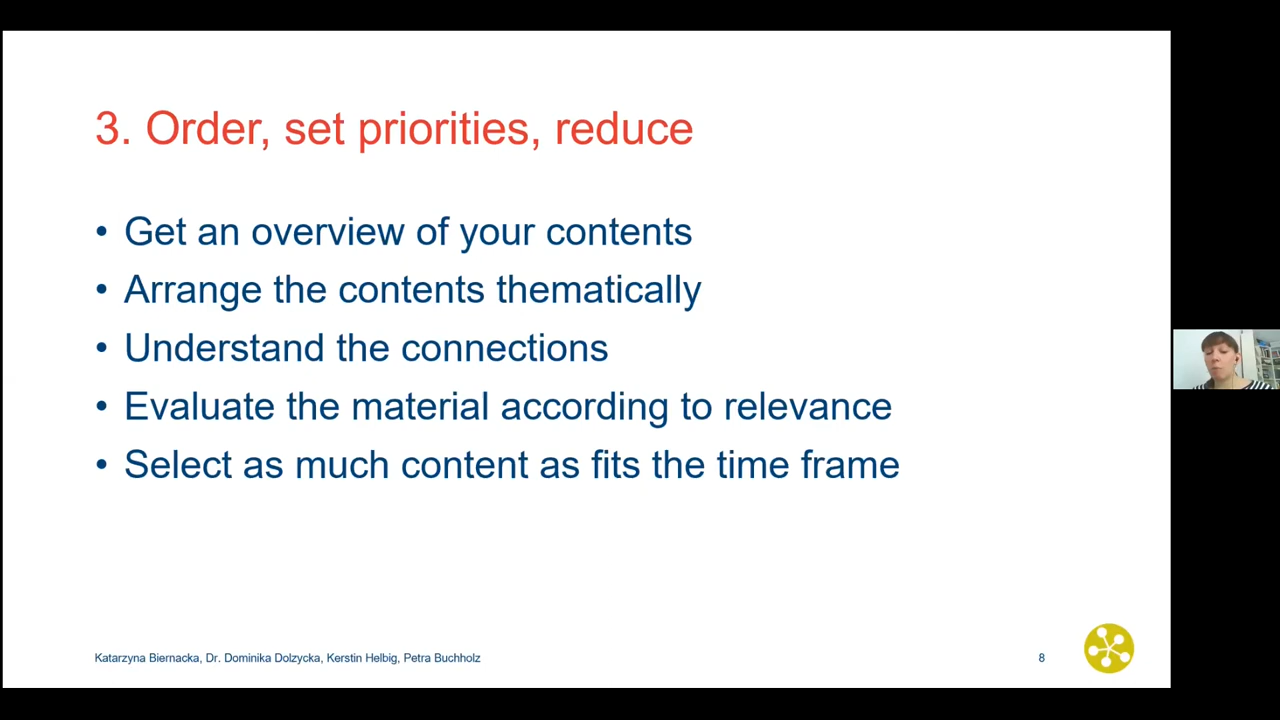 3. Order, set priorities, reduce
• Get an overview of your contents
• Arrange the contents thematically
• Understand the connections
• Evaluate the material according to relevance
• Select as much content as fits the time frame
Katarzyna Biernacka, Dr. Dominika Dolzycka, Kerstin Helbig, Petra Buchholz
8